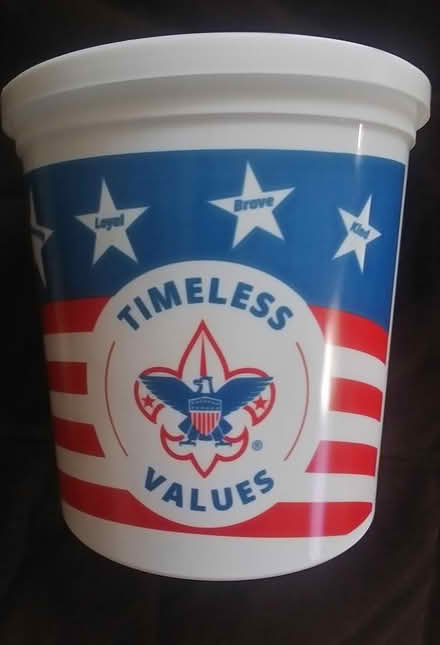 Loyal
Brave
Kind
TIMELESS
®
VALUES